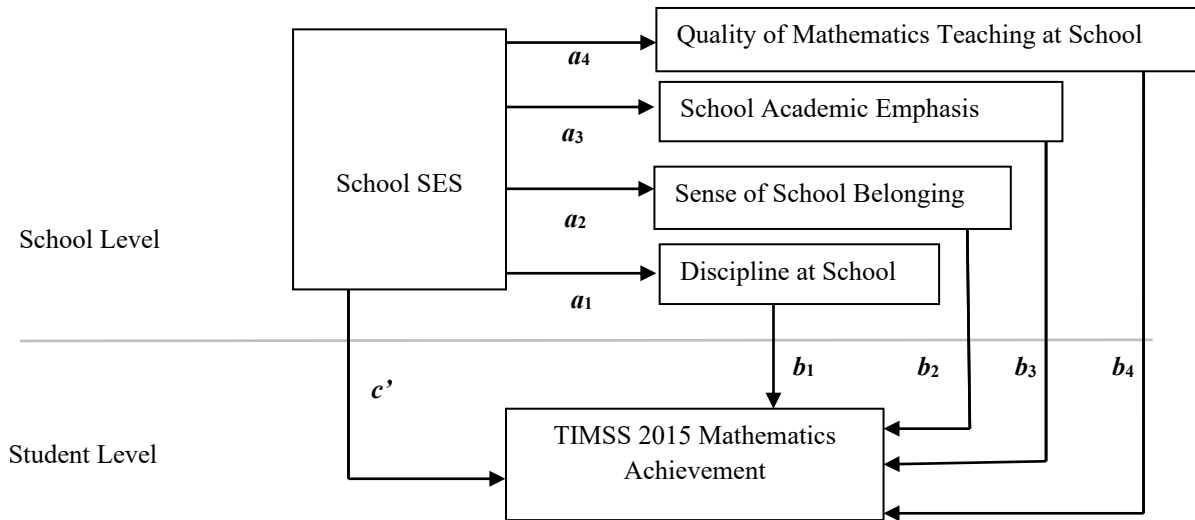 Quality of Mathematics Teaching at School
a4
School Academic Emphasis
a3
School SES
Sense of School Belonging
a2
School Level
Discipline at School
a1
b1
b2
b3
b4
c’
TIMSS 2015 Mathematics
Achievement
Student Level